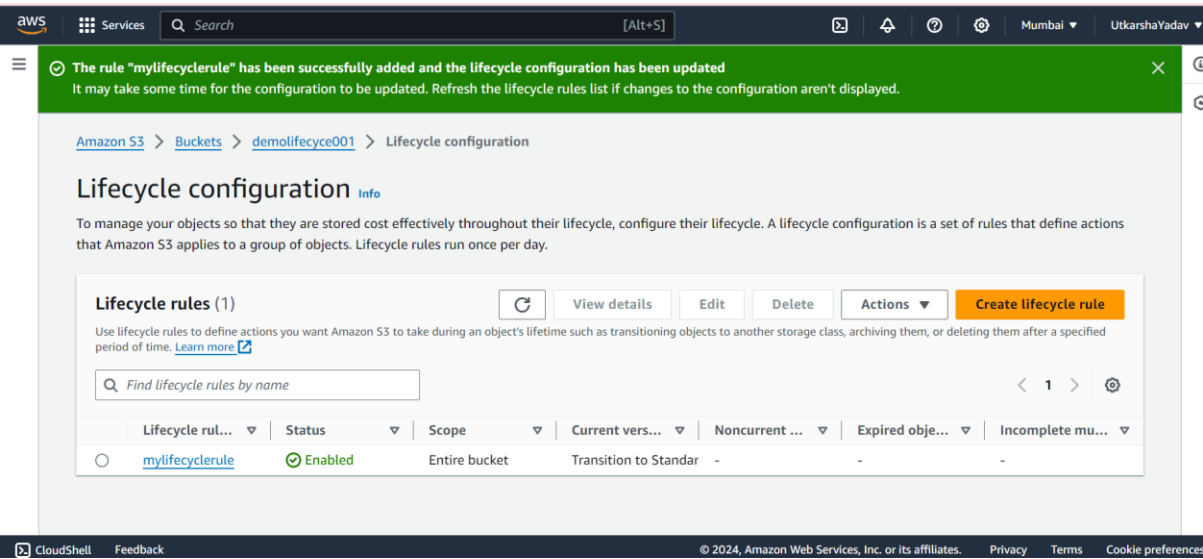 aws Services Search [Alt+S] Mumbai UtkarshaYadav
The rule "mylifecyclerule" has been successfully added and the lifecycle configuration has been updated
It may take some time for the configuration to be updated. Refresh the lifecycle rules list if changes to the configuration aren't displayed.
Amazon S3 > Buckets > demolifecyce001 > Lifecycle configuration
Lifecycle configuration Info
To manage your objects so that they are stored cost effectively throughout their lifecycle, configure their lifecycle. A lifecycle configuration is a set of rules that define actions
that Amazon S3 applies to a group of objects. Lifecycle rules run once per day.
Lifecycle rules (1) View details Edit Delete Actions Create lifecycle rule
Use lifecycle rules to define actions you want Amazon S3 to take during an object's lifetime such as transitioning objects to another storage class, archiving them, or deleting them after a specified
period of time. Learn more
Find lifecycle rules by name < 1 >
Lifecycle rul... Status Scope Current vers... Noncurrent ... Expired obje... Incomplete mu...
mylifecyclerule Enabled Entire bucket Transition to Standar - - -
CloudShell Feedback © 2024, Amazon Web Services, Inc. or its affiliates. Privacy Terms Cookie preferences